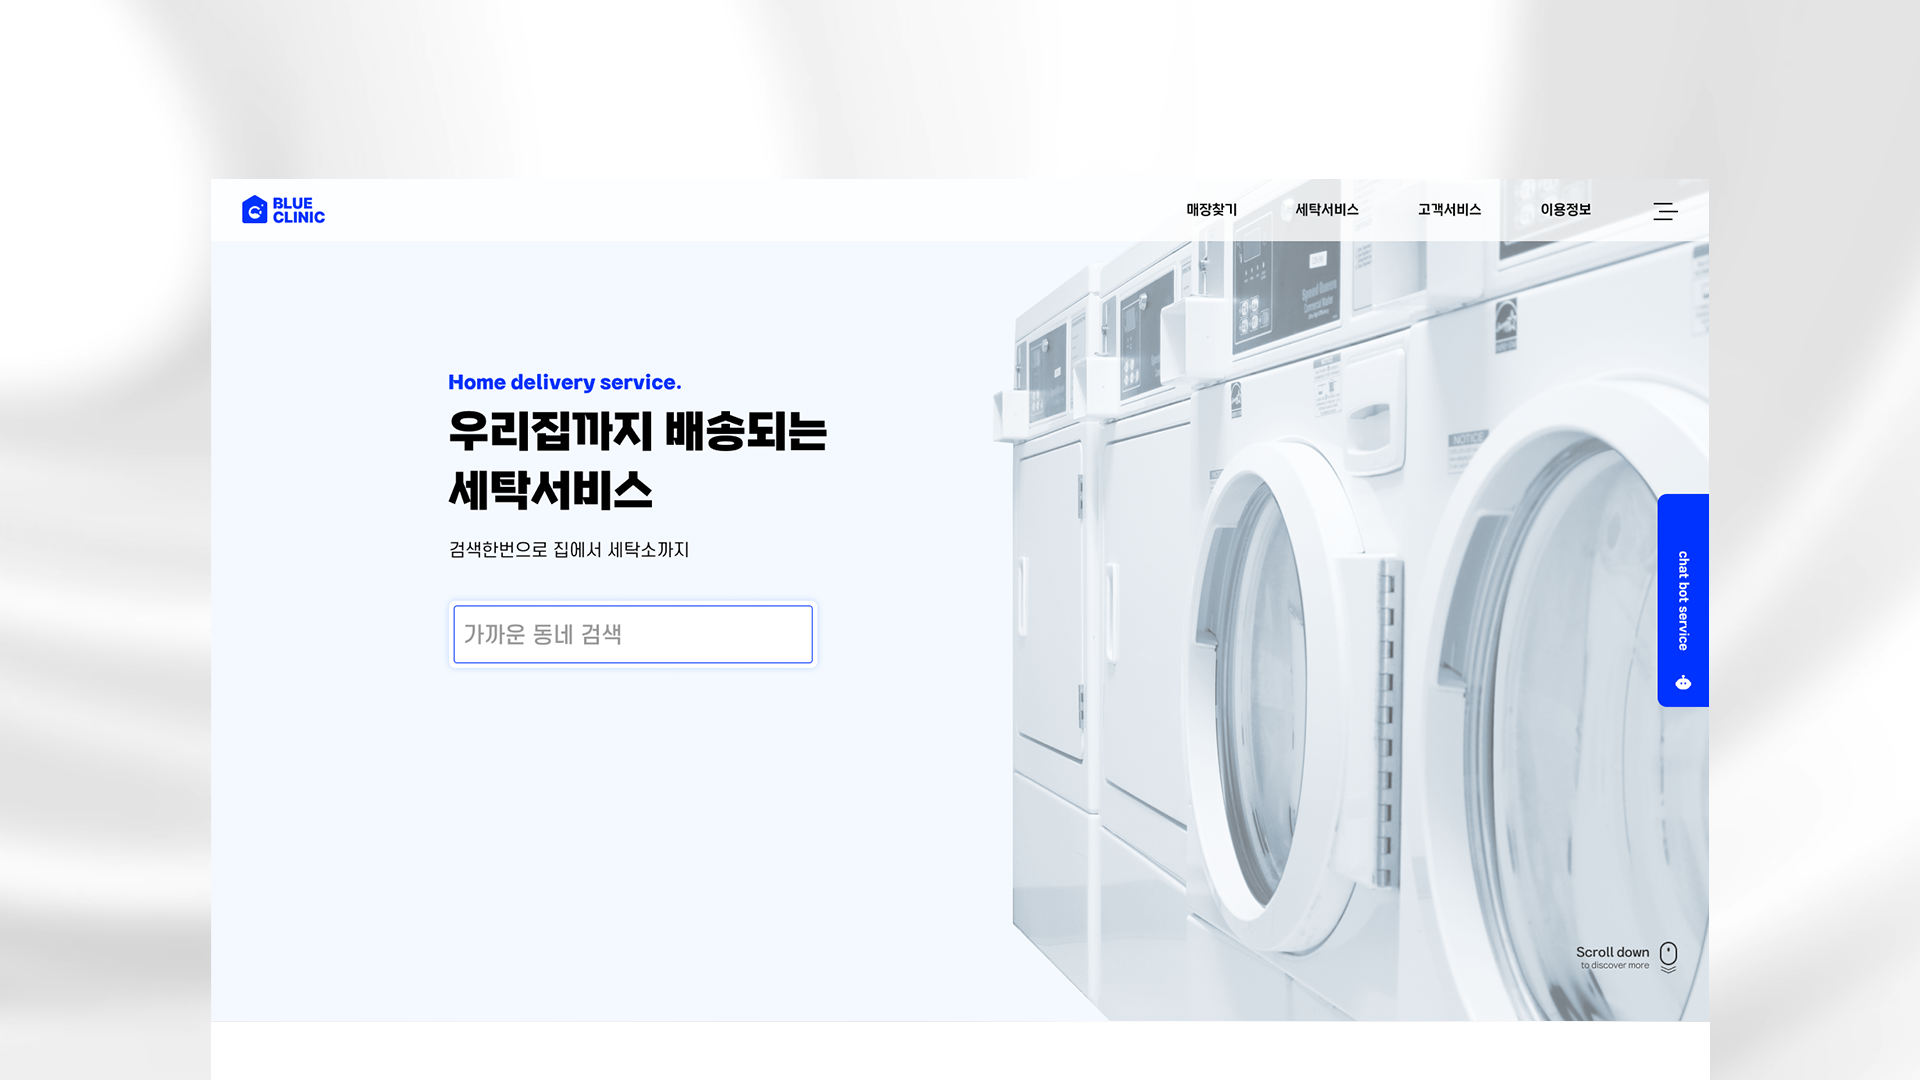 BLUE
CLINIC
매장찾기 세탁서비스 고객서비스 이용정보
Home delivery service.
우리집까지 배송되는
세탁서비스
검색한번으로 집에서 세탁소까지
가까운 동네 검색
Speed Queen
NOTICE
chat bot service
Scroll down
to discover more